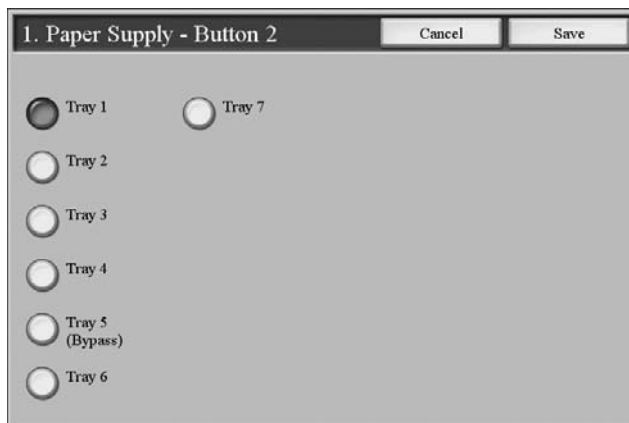 1. Paper Supply - Button 2
Cancel
Save
Tray 1
Tray 7
Tray 2
Tray 3
Tray 4
Tray 5
(Bypass)
Tray 6